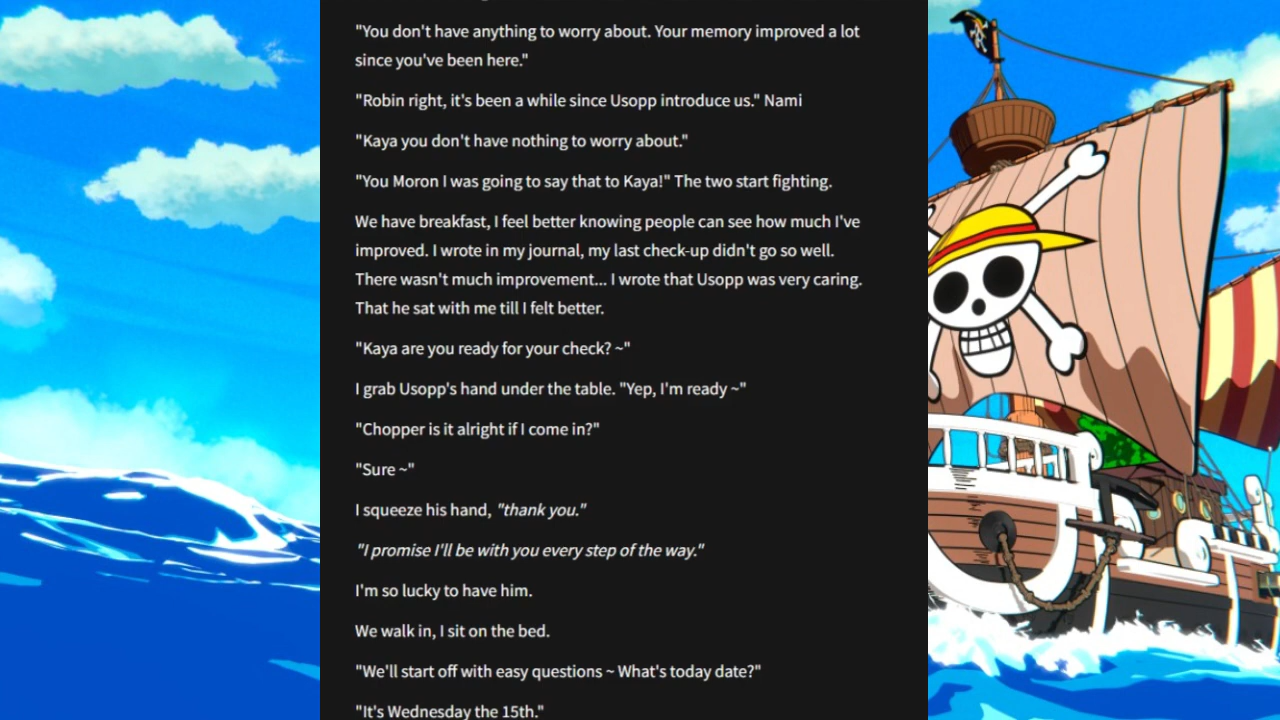 "You don't have anything to worry about. Your memory improved a lot
since you've been here."
"Robin right, it's been a while since Usopp introduce us." Nami
"Kaya you don't have nothing to worry about."
"You Moron I was going to say that to Kaya!" The two start fighting.
We have breakfast, I feel better knowing people can see how much I've
improved. I wrote in my journal, my last check-up didn't go so well.
There wasn't much improvement... I wrote that Usopp was very caring.
That he sat with me till I felt better.
"Kaya are you ready for your check? ~"
I grab Usopp's hand under the table. "Yep, I'm ready ~"
"Chopper is it alright if I come in?"
"Sure ~"
I squeeze his hand, "thank you."
"I promise I'll be with you every step of the way."
I'm so lucky to have him.
We walk in, I sit on the bed.
"We'll start off with easy questions ~ What's today date?"
"It's Wednesday the 15th."